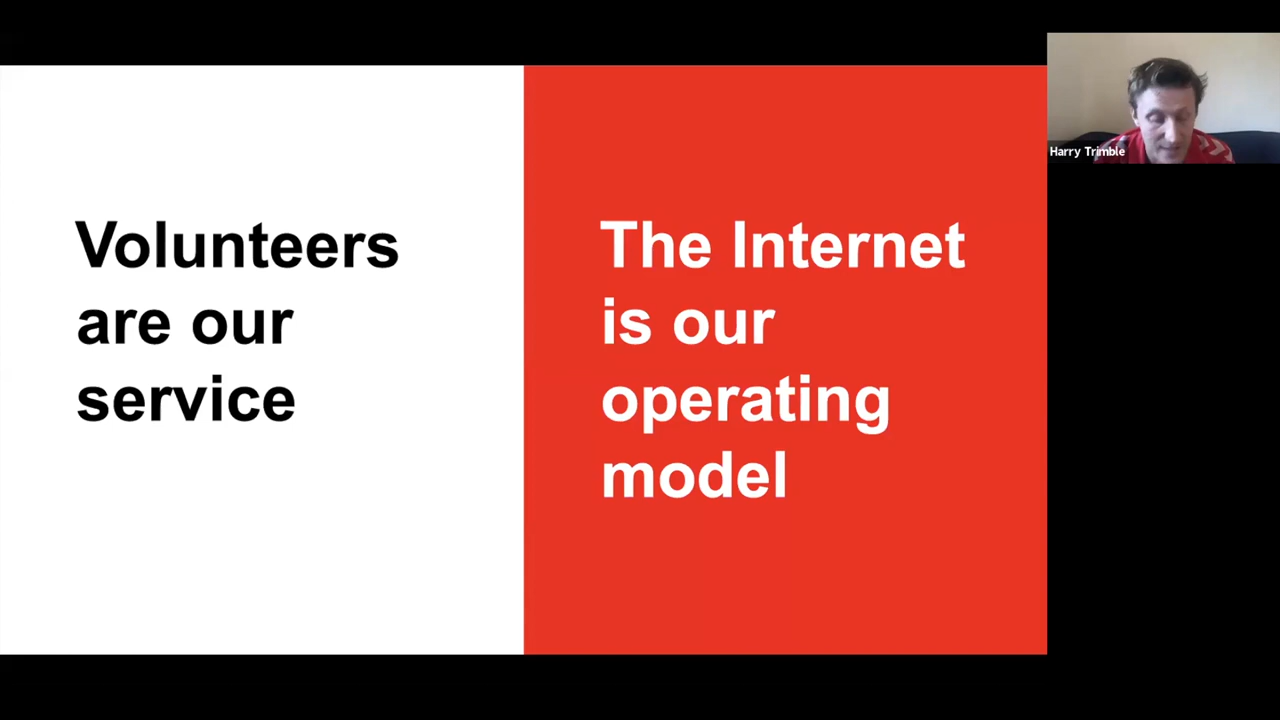 Volunteers
are our
service
The Internet
is our
operating
model
Harry Trimble